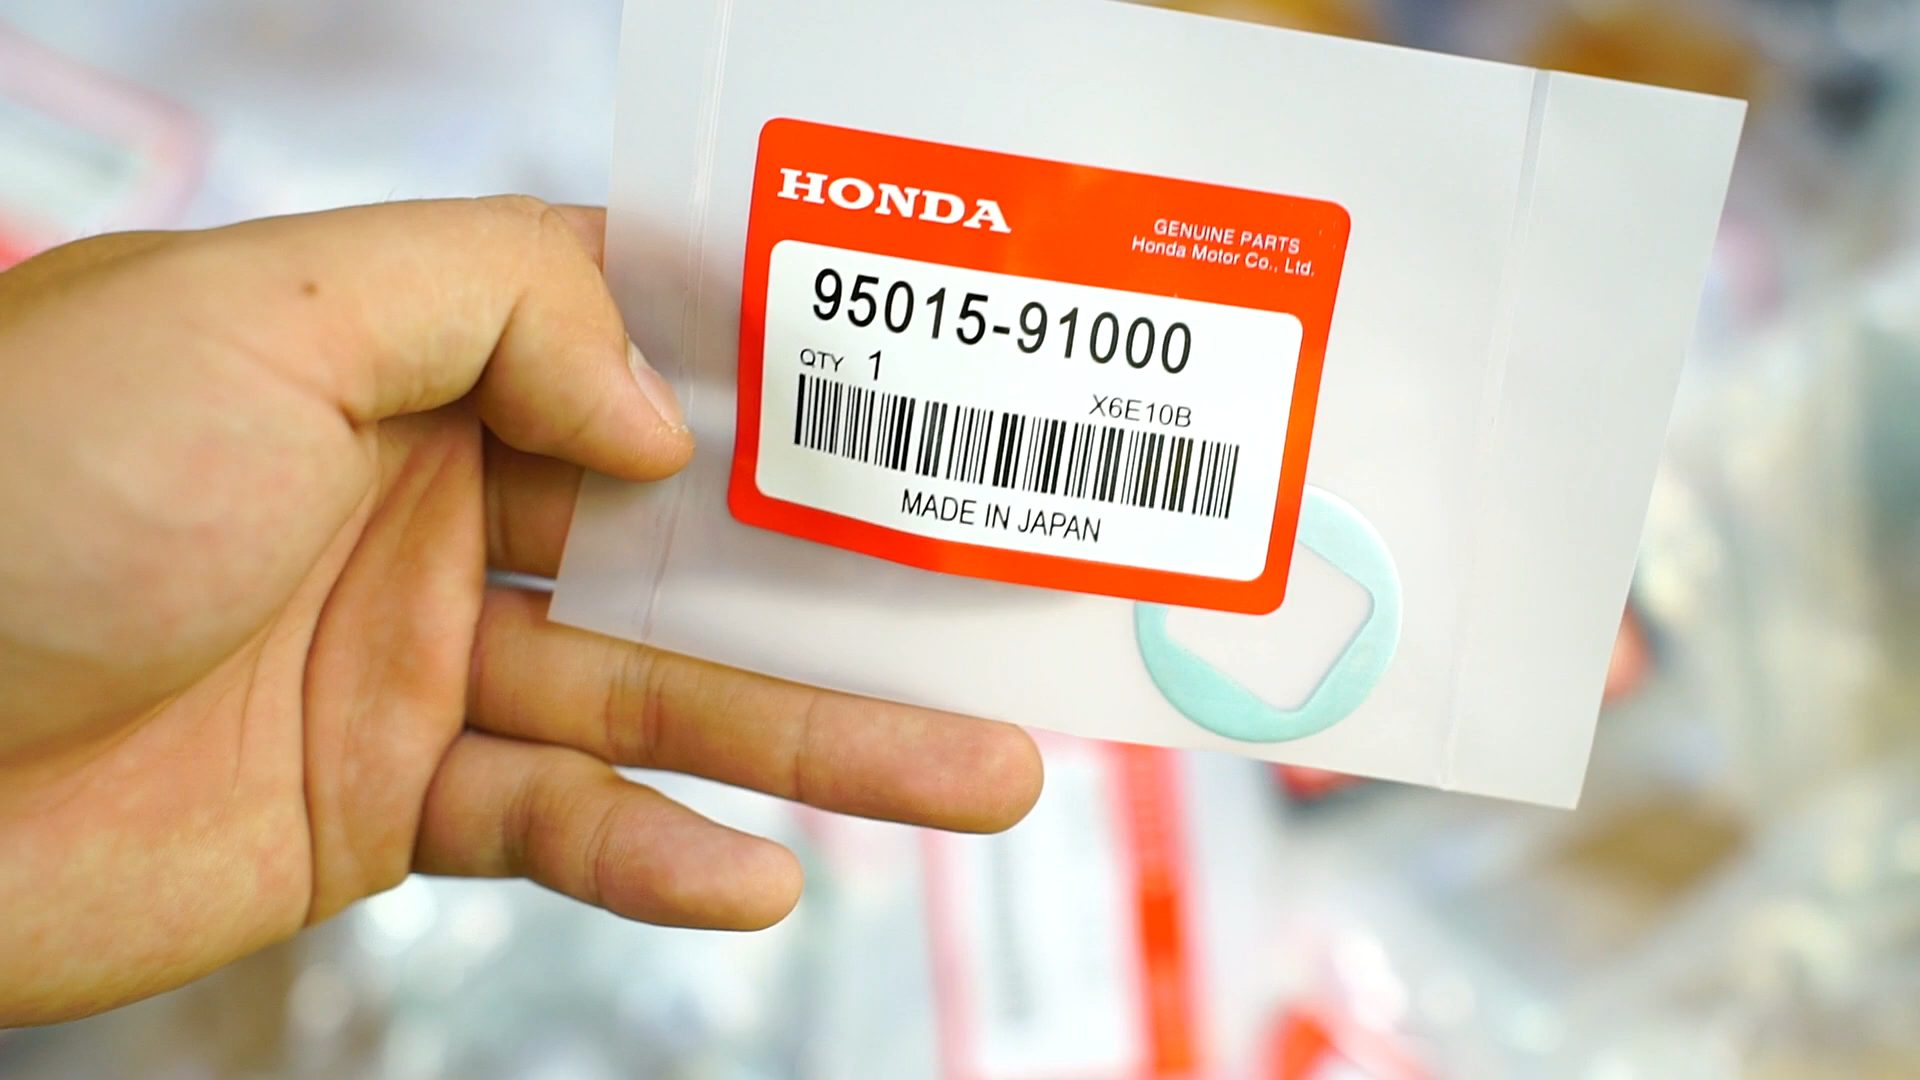 HONDA
GENUINE PARTS
Honda Motor Co., Ltd.
95015-91000
QTY 1
X6E10B
MADE IN JAPAN